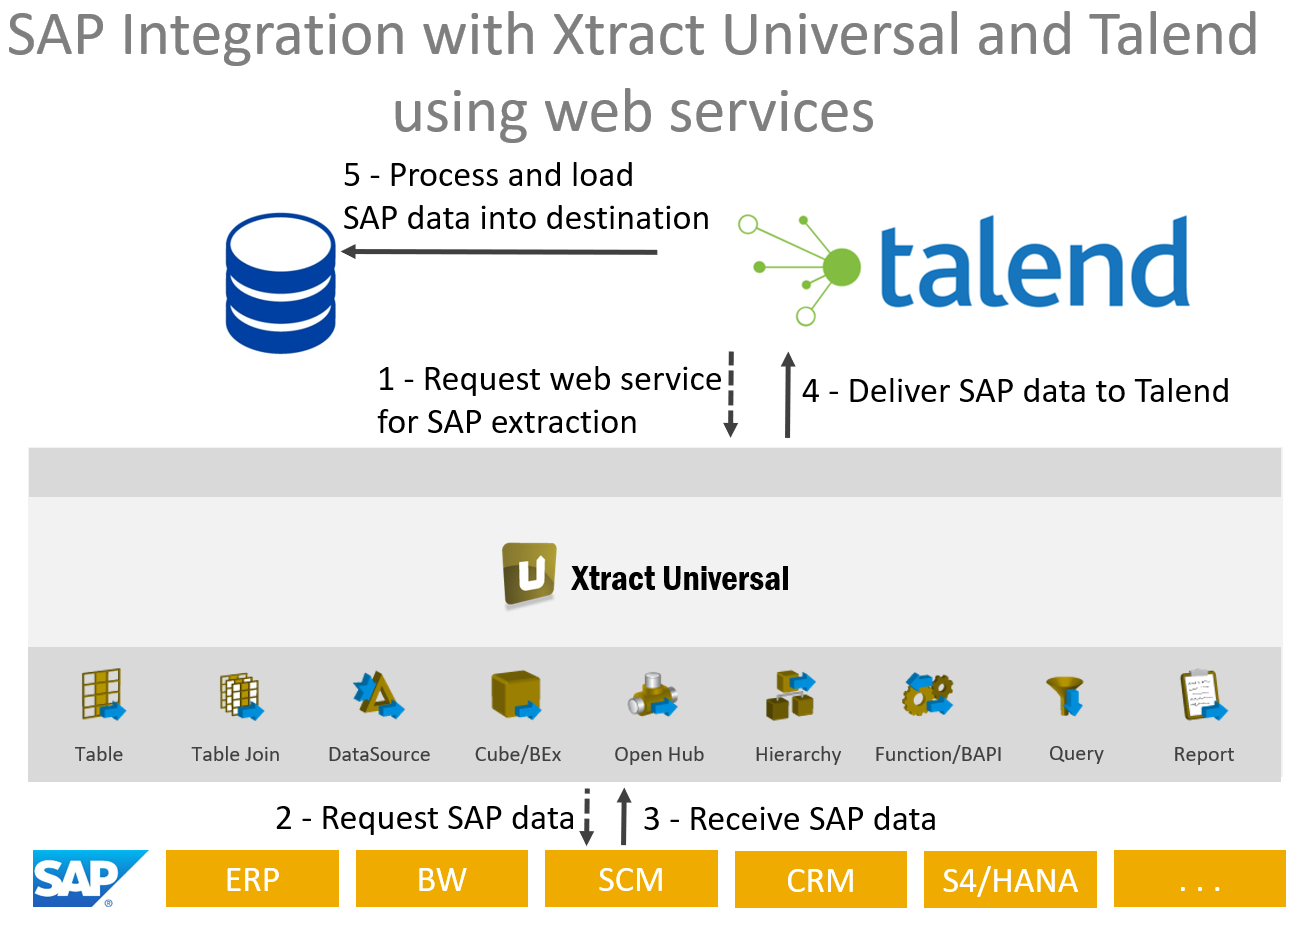 SAP Integration with Xtract Universal and Talend
using web services
5 - Process and load
SAP data into destination
talend
1 - Request web service
for SAP extraction
4 - Deliver SAP data to Talend
U
Xtract Universal
Table
Table Join
DataSource
Cube/BEx
Open Hub
Hierarchy
Function/BAPI
Query
Report
2 - Request SAP data
3 - Receive SAP data
SAP ®
ERP
BW
SCM
CRM
S4/HANA
. . .